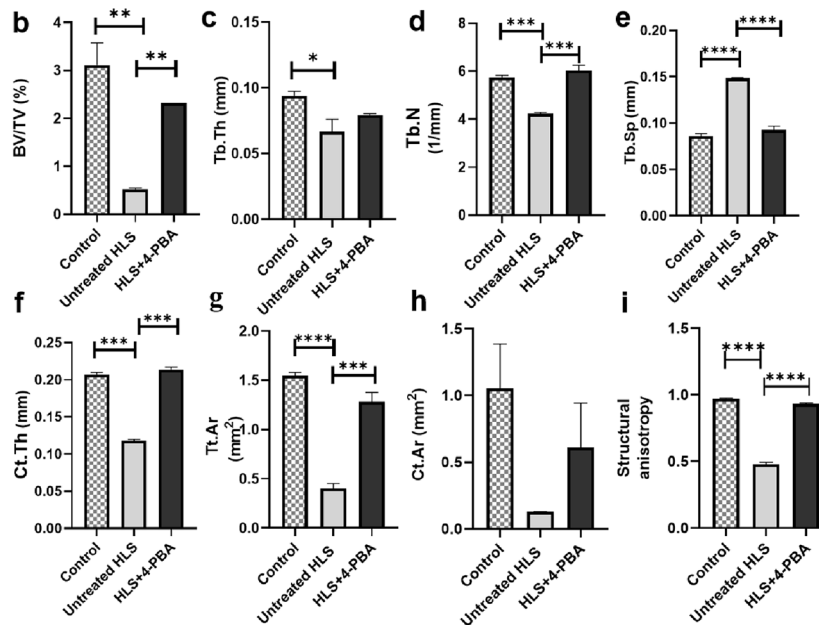 b
BV/TV (%)
4
3
2
1
0
**
**
Control
Untreated HLS
HLS+4-PBA
c
Tb.Th (mm)
0.15
0.10
0.05
0.00
*
Control
Untreated HLS
HLS+4-PBA
d
Tb.N
(1/mm)
8
6
4
2
0
***
***
Control
Untreated HLS
HLS+4-PBA
e
Tb.Sp (mm)
0.20
0.15
0.10
0.05
0.00
****
****
Control
Untreated HLS
HLS+4-PBA
f
Ct.Th (mm)
0.25
0.20
0.15
0.10
0.05
0.00
***
***
Control
Untreated HLS
HLS+4-PBA
g
Tt.Ar
(mm²)
2.0
1.5
1.0
0.5
0.0
****
***
Control
Untreated HLS
HLS+4-PBA
h
Ct.Ar (mm²)
1.5
1.0
0.5
0.0
Control
Untreated HLS
HLS+4-PBA
i
Structural
anisotropy
1.5
1.0
0.5
0.0
****
****
Control
Untreated HLS
HLS+4-PBA